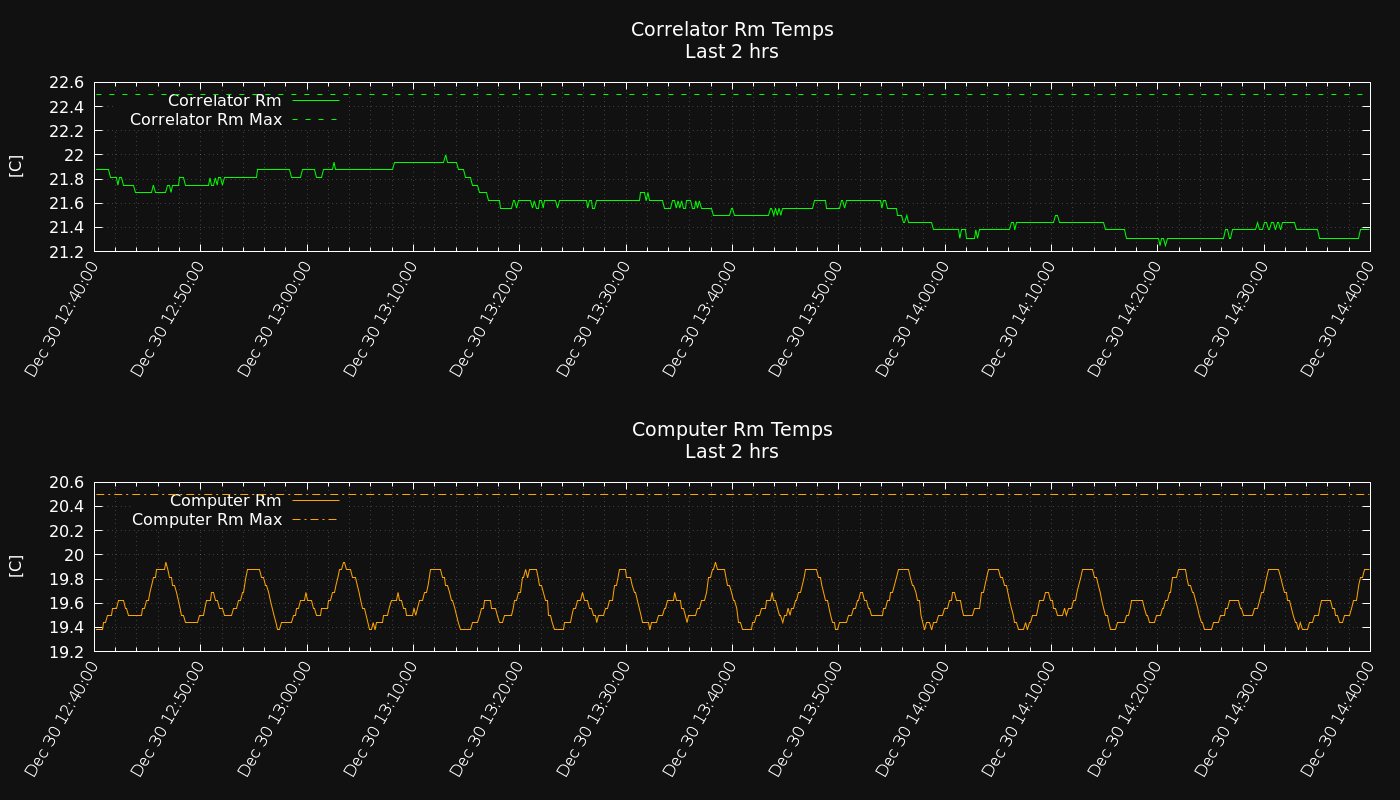 Correlator Rm Temps
Last 2 hrs
22.6
22.4
22.2
22
21.8
21.6
21.4
21.2
[C]
Correlator Rm
Correlator Rm Max
Dec 30 12:40:00
Dec 30 12:50:00
Dec 30 13:00:00
Dec 30 13:10:00
Dec 30 13:20:00
Dec 30 13:30:00
Dec 30 13:40:00
Dec 30 13:50:00
Dec 30 14:00:00
Dec 30 14:10:00
Dec 30 14:20:00
Dec 30 14:30:00
Dec 30 14:40:00
Computer Rm Temps
Last 2 hrs
20.6
20.4
20.2
20
19.8
19.6
19.4
19.2
[C]
Computer Rm
Computer Rm Max
Dec 30 12:40:00
Dec 30 12:50:00
Dec 30 13:00:00
Dec 30 13:10:00
Dec 30 13:20:00
Dec 30 13:30:00
Dec 30 13:40:00
Dec 30 13:50:00
Dec 30 14:00:00
Dec 30 14:10:00
Dec 30 14:20:00
Dec 30 14:30:00
Dec 30 14:40:00